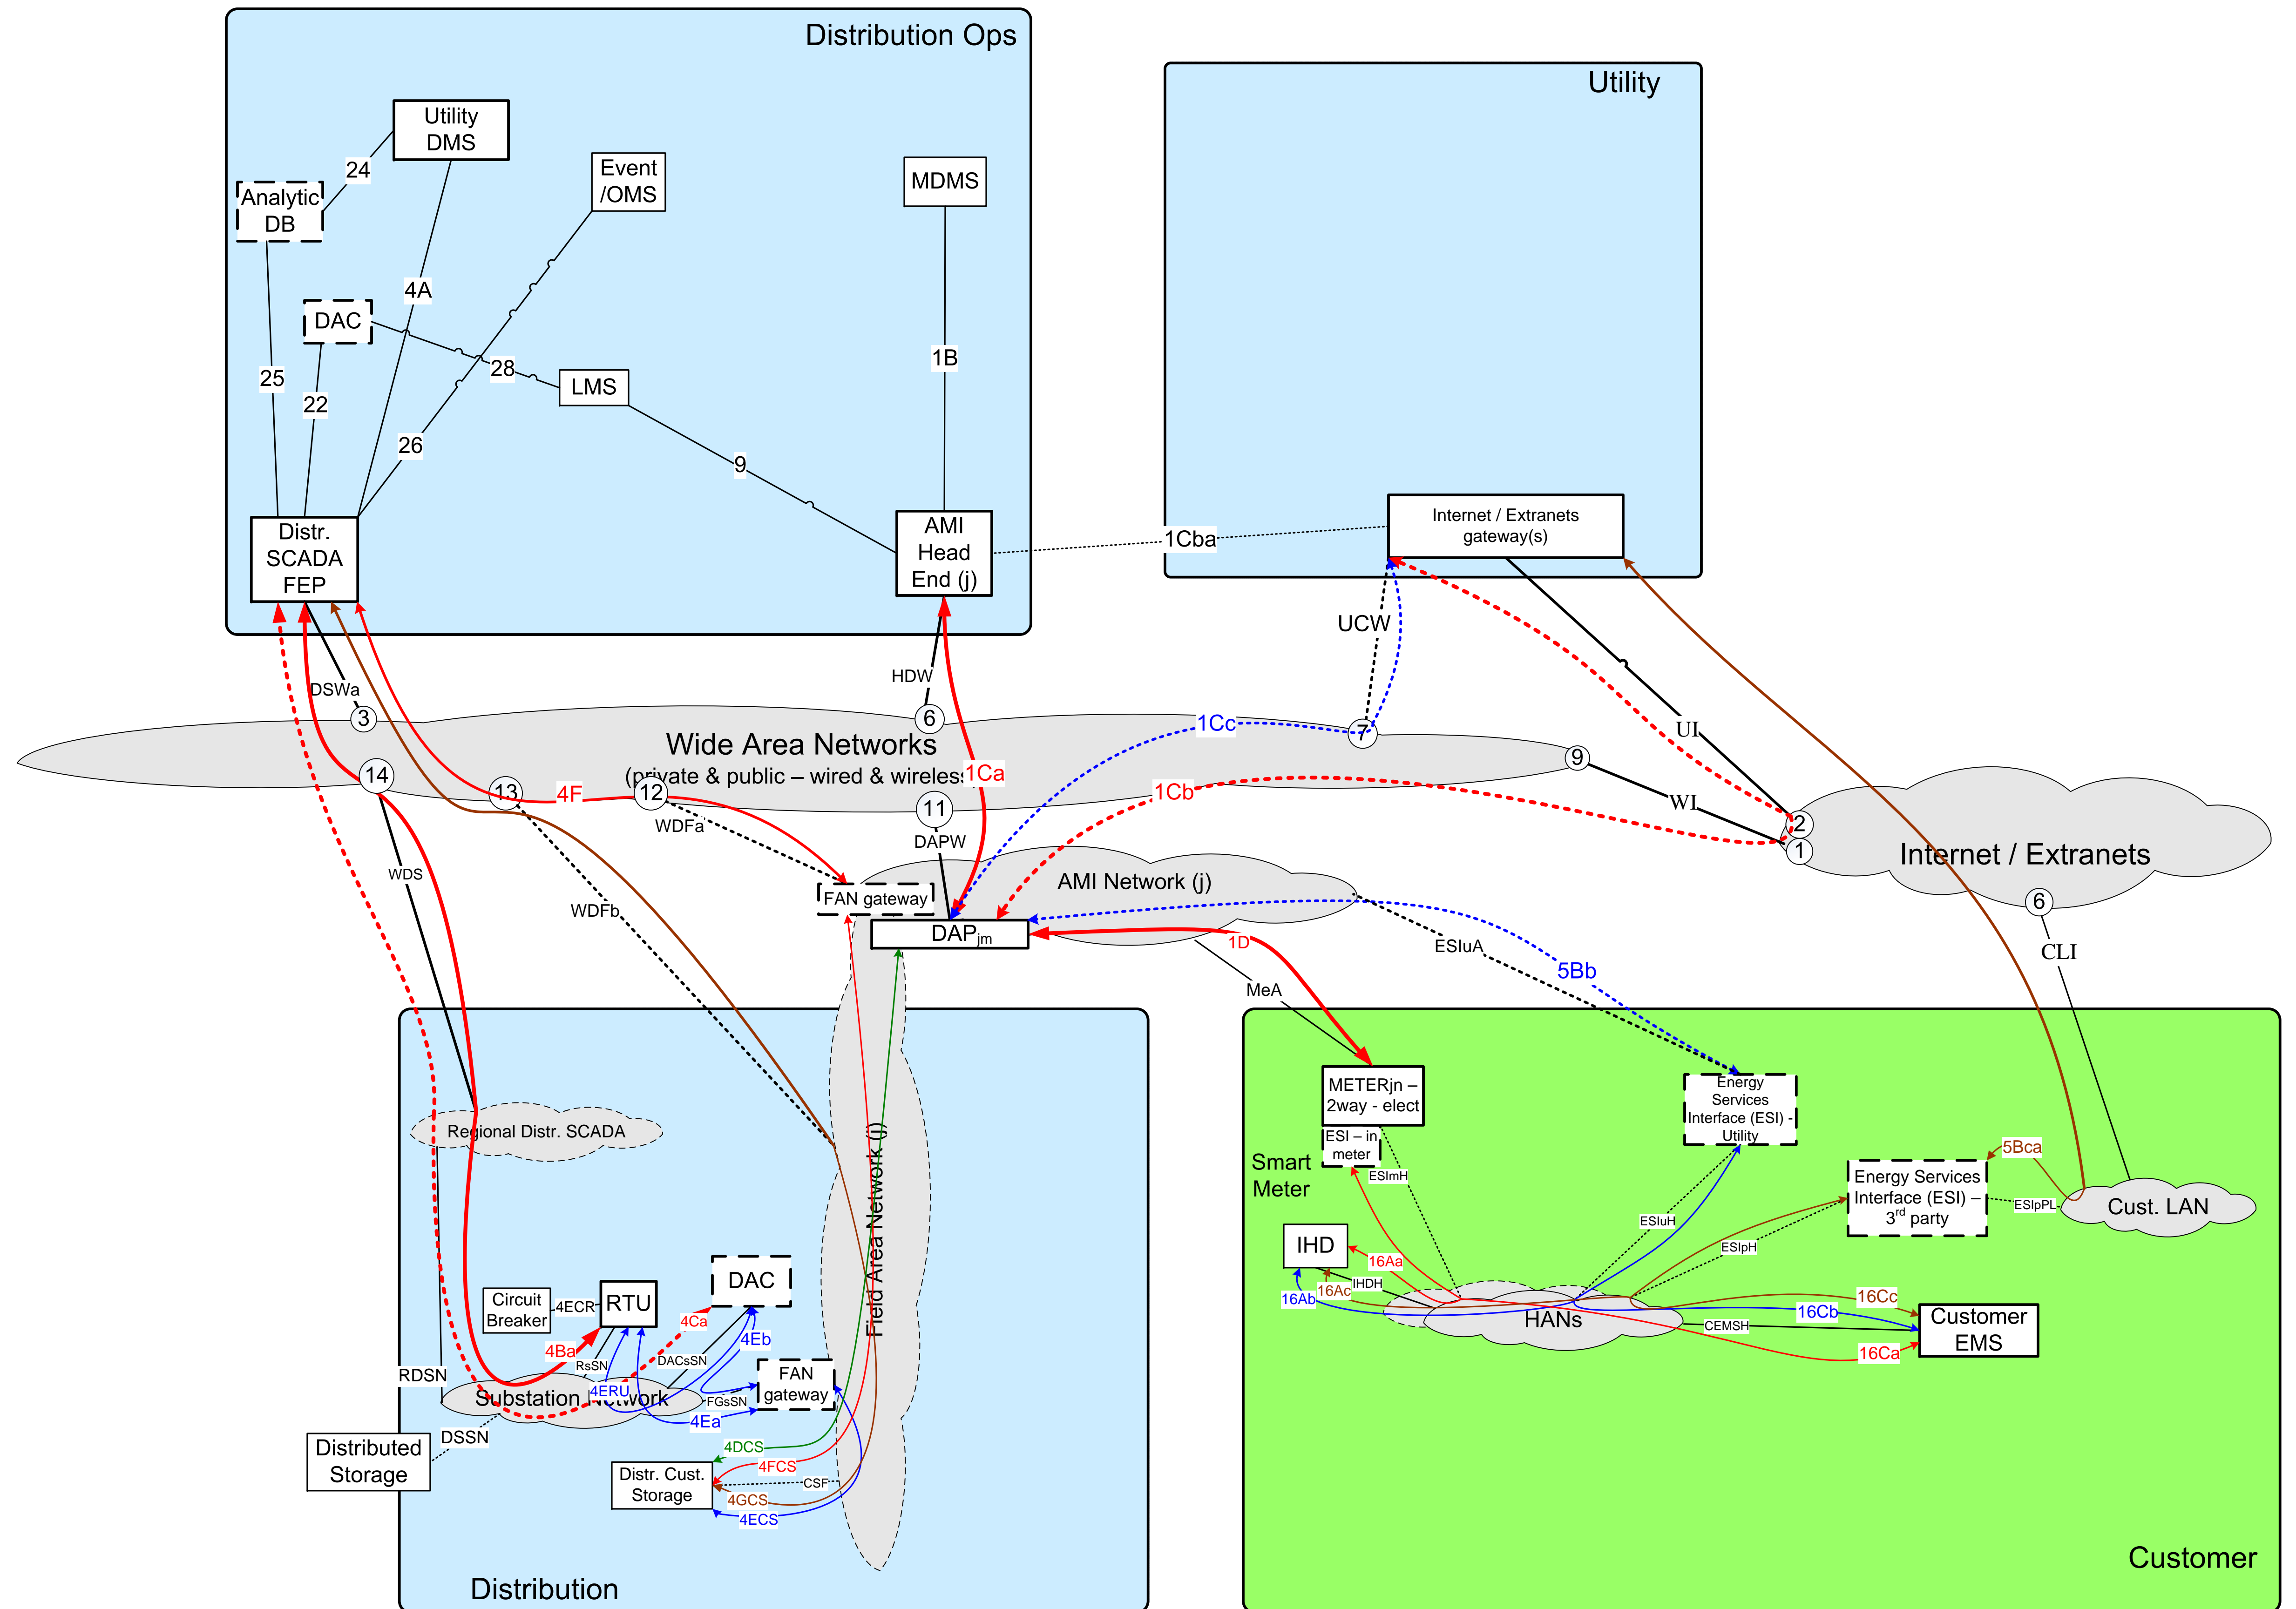 Distribution Ops
Utility
Utility
DMS
Event
/OMS
MDMS
24
Analytic
DB
4A
DAC
1B
28
25
LMS
22
26
9
Distr.
SCADA
FEP
AMI
Head
End (j)
1Cba
Internet / Extranets
gateway(s)
UCW
HDW
DSWa
3
6
7
1Cc
UI
Wide Area Networks
(private & public – wired & wireless
1Ca
9
14
13
4F
12
11
1Cb
WI
2
1
Internet / Extranets
WDFa
DAPW
WDS
AMI Network (j)
FAN gateway
6
WDFb
DAPjm
1D
ESIuA
CLI
5Bb
MeA
METERjn –
2way - elect
ESI – in
meter
Energy
Services
Interface (ESI) -
Utility
Regional Distr. SCADA
Field Area Network (j)
Smart
Meter
ESImH
5Bca
Energy Services
Interface (ESI) –
3rd party
ESIpPL
Cust. LAN
ESIuH
IHD
ESIpH
16Aa
IHDH
16Ac
16Ab
DAC
Circuit
Breaker
4ECR
RTU
4Ca
4Eb
4Ba
RsSN
DACsSN
HANs
16Cc
16Cb
CEMSH
Customer
EMS
16Ca
RDSN
Substation Network
4ERU
FGsSN
FAN
gateway
4Ea
DSSN
Distributed
Storage
4DCS
4FCS
Distr. Cust.
Storage
CSF
4GCS
4ECS
Distribution
Customer